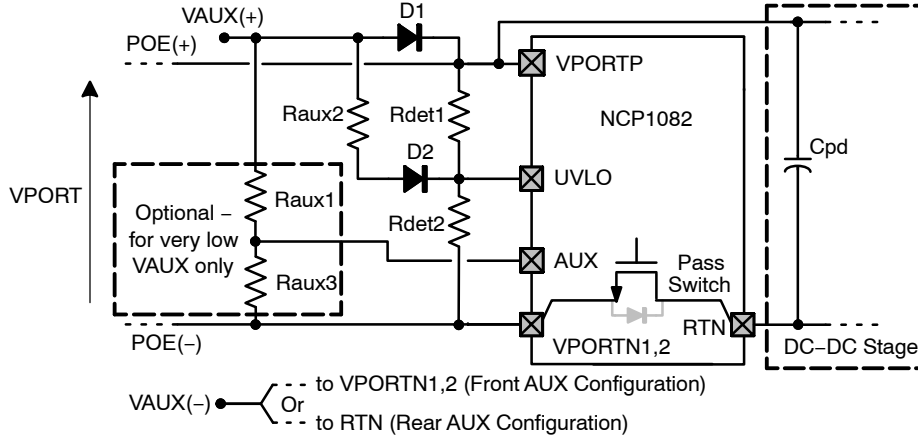 D1
VAUX(+)
POE(+)
VPORTP
Raux2
Rdet1
NCP1082
Cpd
D2
VPORT
UVLO
Raux1
Optional –
for very low
VAUX only
Rdet2
AUX
Pass
Switch
Raux3
RTN
POE(–)
VPORTN1,2
DC–DC Stage
to VPORTN1,2 (Front AUX Configuration)
VAUX(–)
Or
to RTN (Rear AUX Configuration)